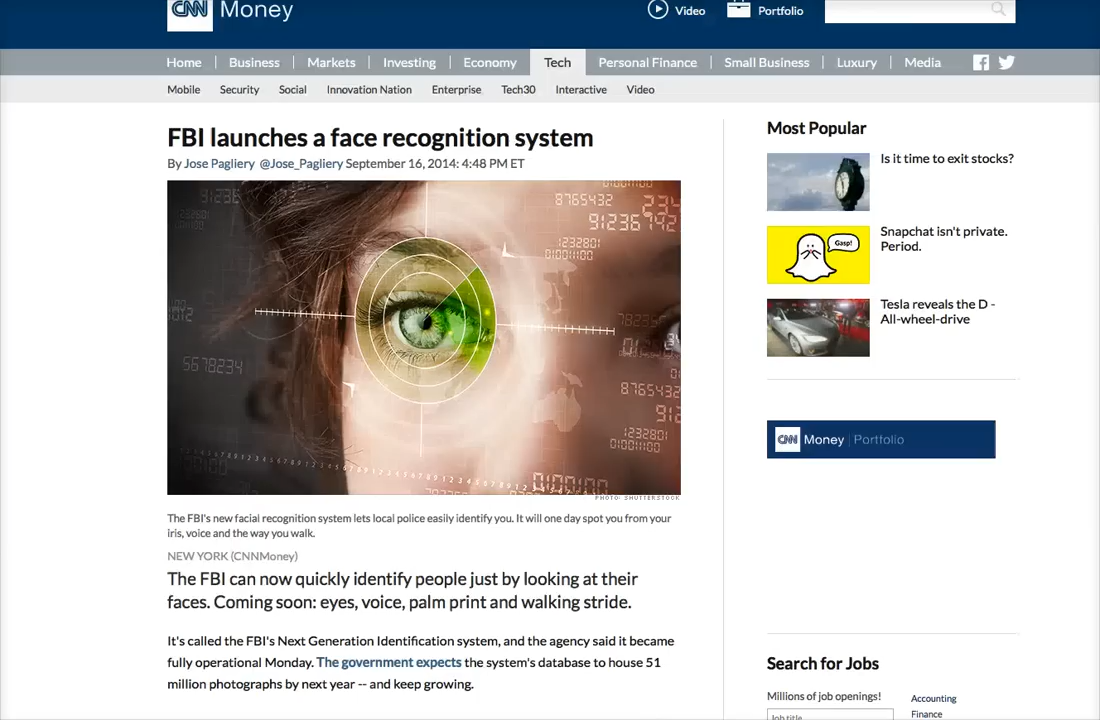 CNN Money
Video
Portfolio
Home
Business
Markets
Investing
Economy
Tech
Personal Finance
Small Business
Luxury
Media
Mobile
Security
Social
Innovation Nation
Enterprise
Tech30
Interactive
Video
FBI launches a face recognition system
By Jose Pagliery @Jose_Pagliery September 16, 2014: 4:48 PM ET
8765432
91236742
1232801
01001100
5678234
8765432
1232801
01001100
PHOTO: SHUTTERSTOCK
The FBI's new facial recognition system lets local police easily identify you. It will one day spot you from your
iris, voice and the way you walk.
NEW YORK (CNNMoney)
The FBI can now quickly identify people just by looking at their
faces. Coming soon: eyes, voice, palm print and walking stride.
It's called the FBI's Next Generation Identification system, and the agency said it became
fully operational Monday. The government expects the system's database to house 51
million photographs by next year -- and keep growing.
Most Popular
Is it time to exit stocks?
Gasp!
Snapchat isn't private.
Period.
Tesla reveals the D -
All-wheel-drive
CNN Money | Portfolio
Search for Jobs
Millions of job openings!
Job title
Accounting
Finance